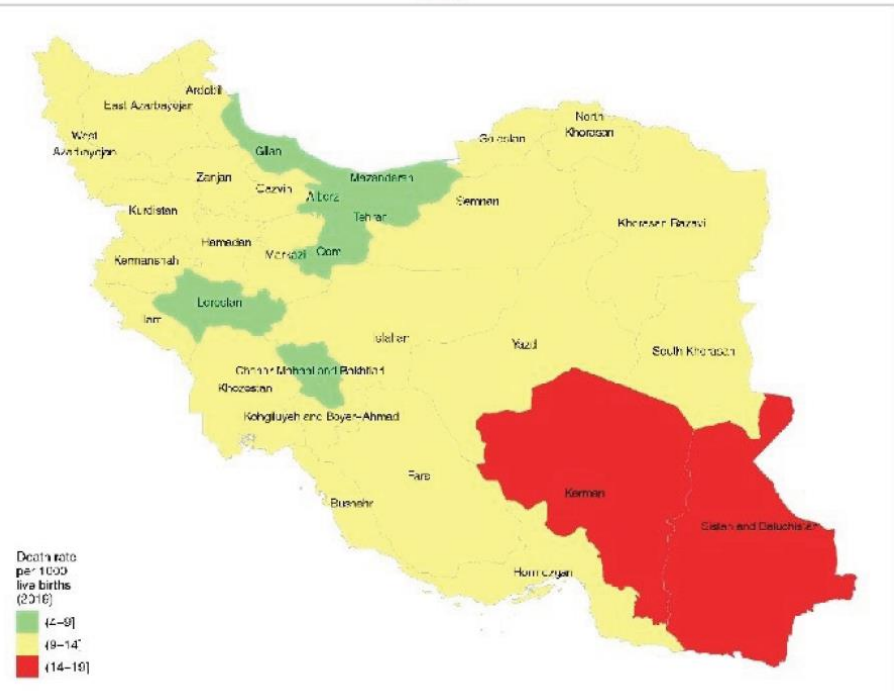 Ardabil
East Azarbayejan
West
Azarbayejan
Gilan
North
Khorasan
Golestan
Zanjan
Qazvin
Mazandaran
Alborz
Semnan
Tehran
Kurdistan
Khorasan Razavi
Hamadan
Markazi
Qom
Kermanshah
Lorestan
Ilam
Isfahan
Yazd
South Khorasan
Chahar Mahaal and Bakhtiari
Khozestan
Kohgiluyeh and Boyer-Ahmad
Fars
Kerman
Bushehr
Sistan and Baluchistan
Hormozgan
Death rate
per 1000
live births
(2016)
(4-9]
(9-14]
(14-19]